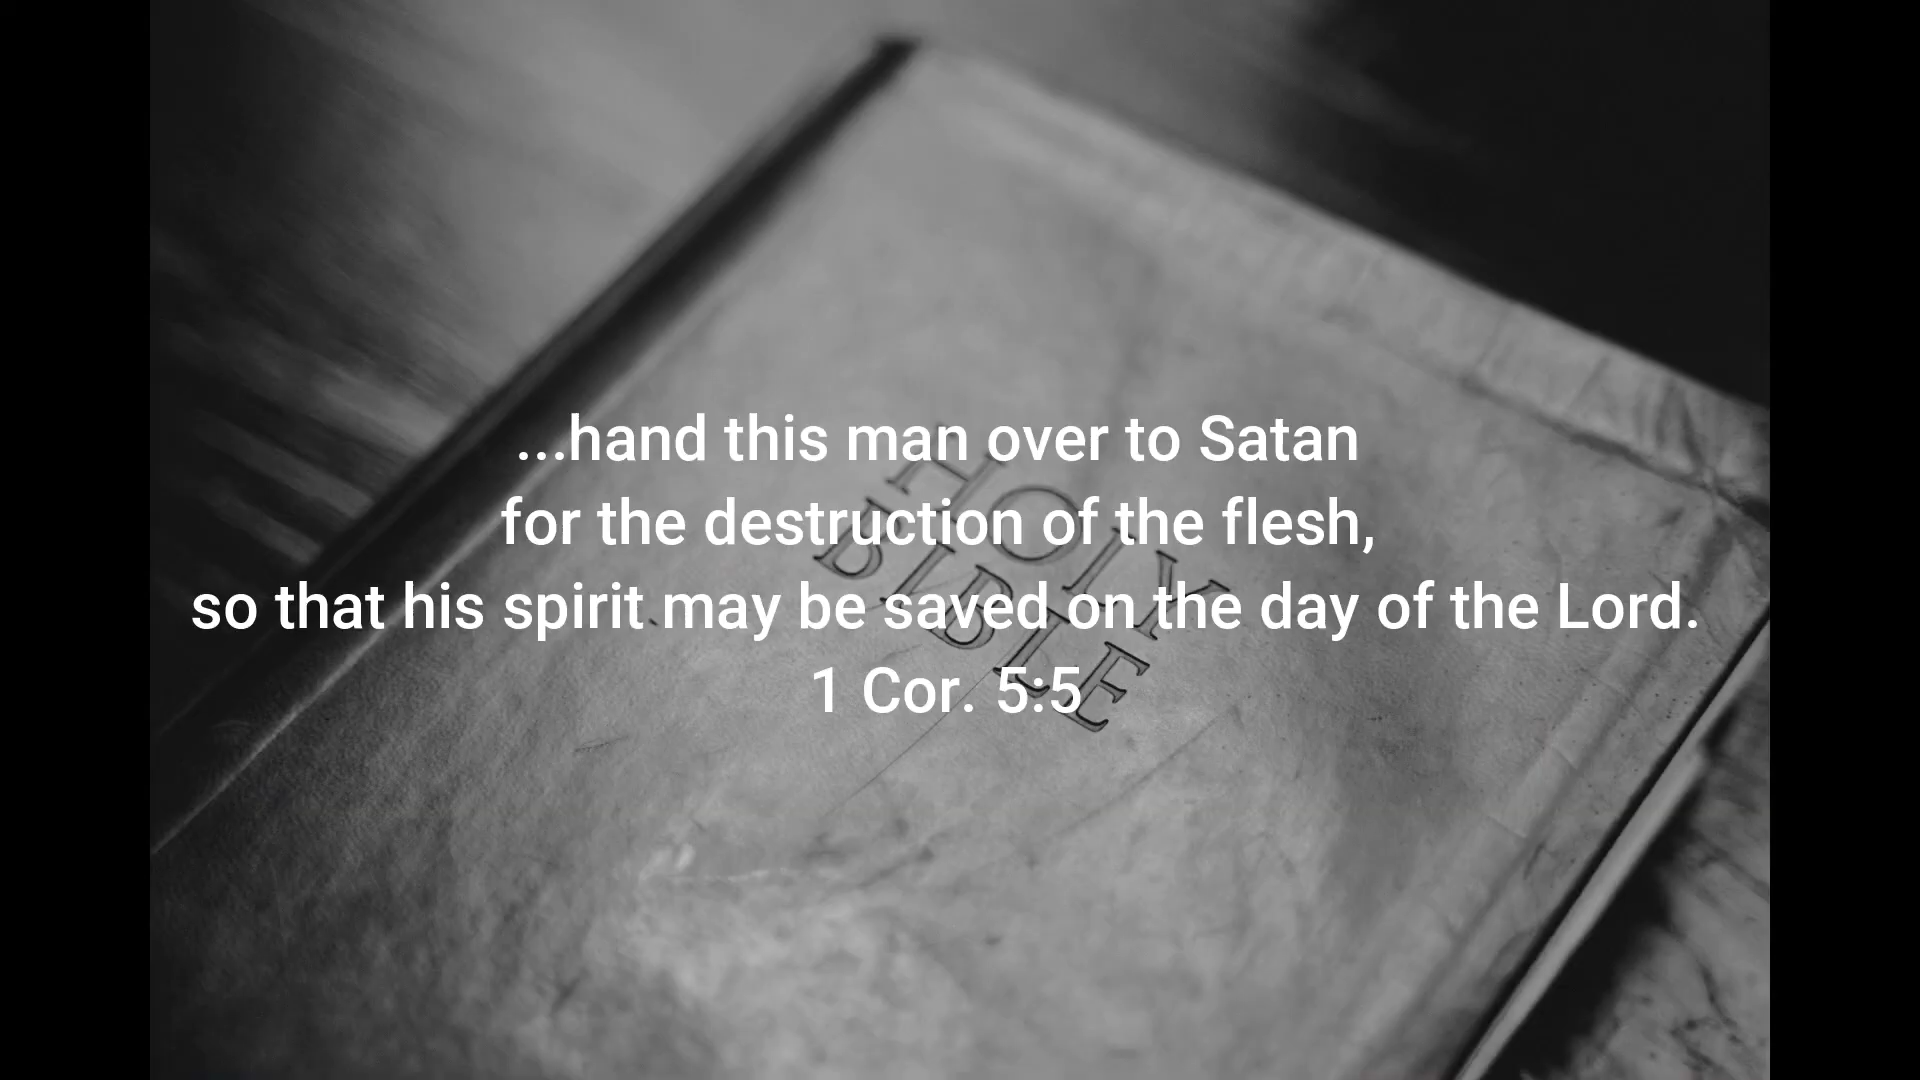 ...hand this man over to Satan
for the destruction of the flesh,
so that his spirit may be saved on the day of the Lord.
1 Cor. 5:5
HOLY
BIBLE